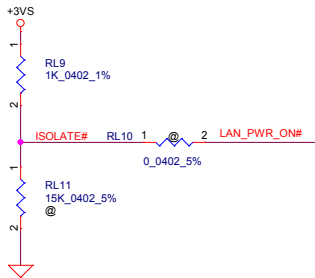 +3VS
1
RL9
1K_0402_1%
2
ISOLATE# RL10 1 @ 2 LAN_PWR_ON#
0_0402_5%
1
RL11
15K_0402_5%
@
2